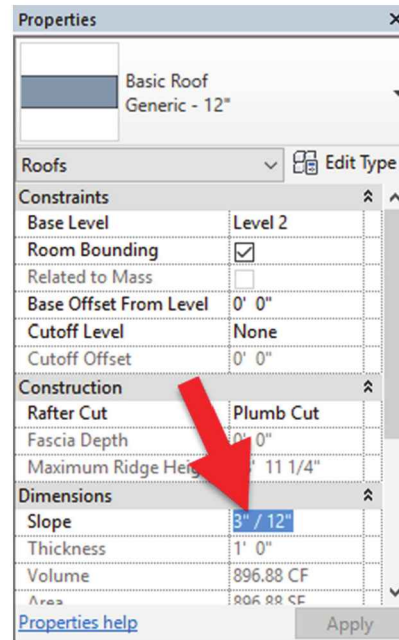 Properties
Basic Roof
Generic - 12"
Roofs Edit Type
Constraints
Base Level Level 2
Room Bounding
Related to Mass
Base Offset From Level 0' 0"
Cutoff Level None
Cutoff Offset 0' 0"
Construction
Rafter Cut Plumb Cut
Fascia Depth 0' 0"
Maximum Ridge 11 1/4"
Dimensions
Slope 3" / 12"
Thickness 1' 0"
Volume 896.88 CF
Area 896.88 SF
Properties help Apply